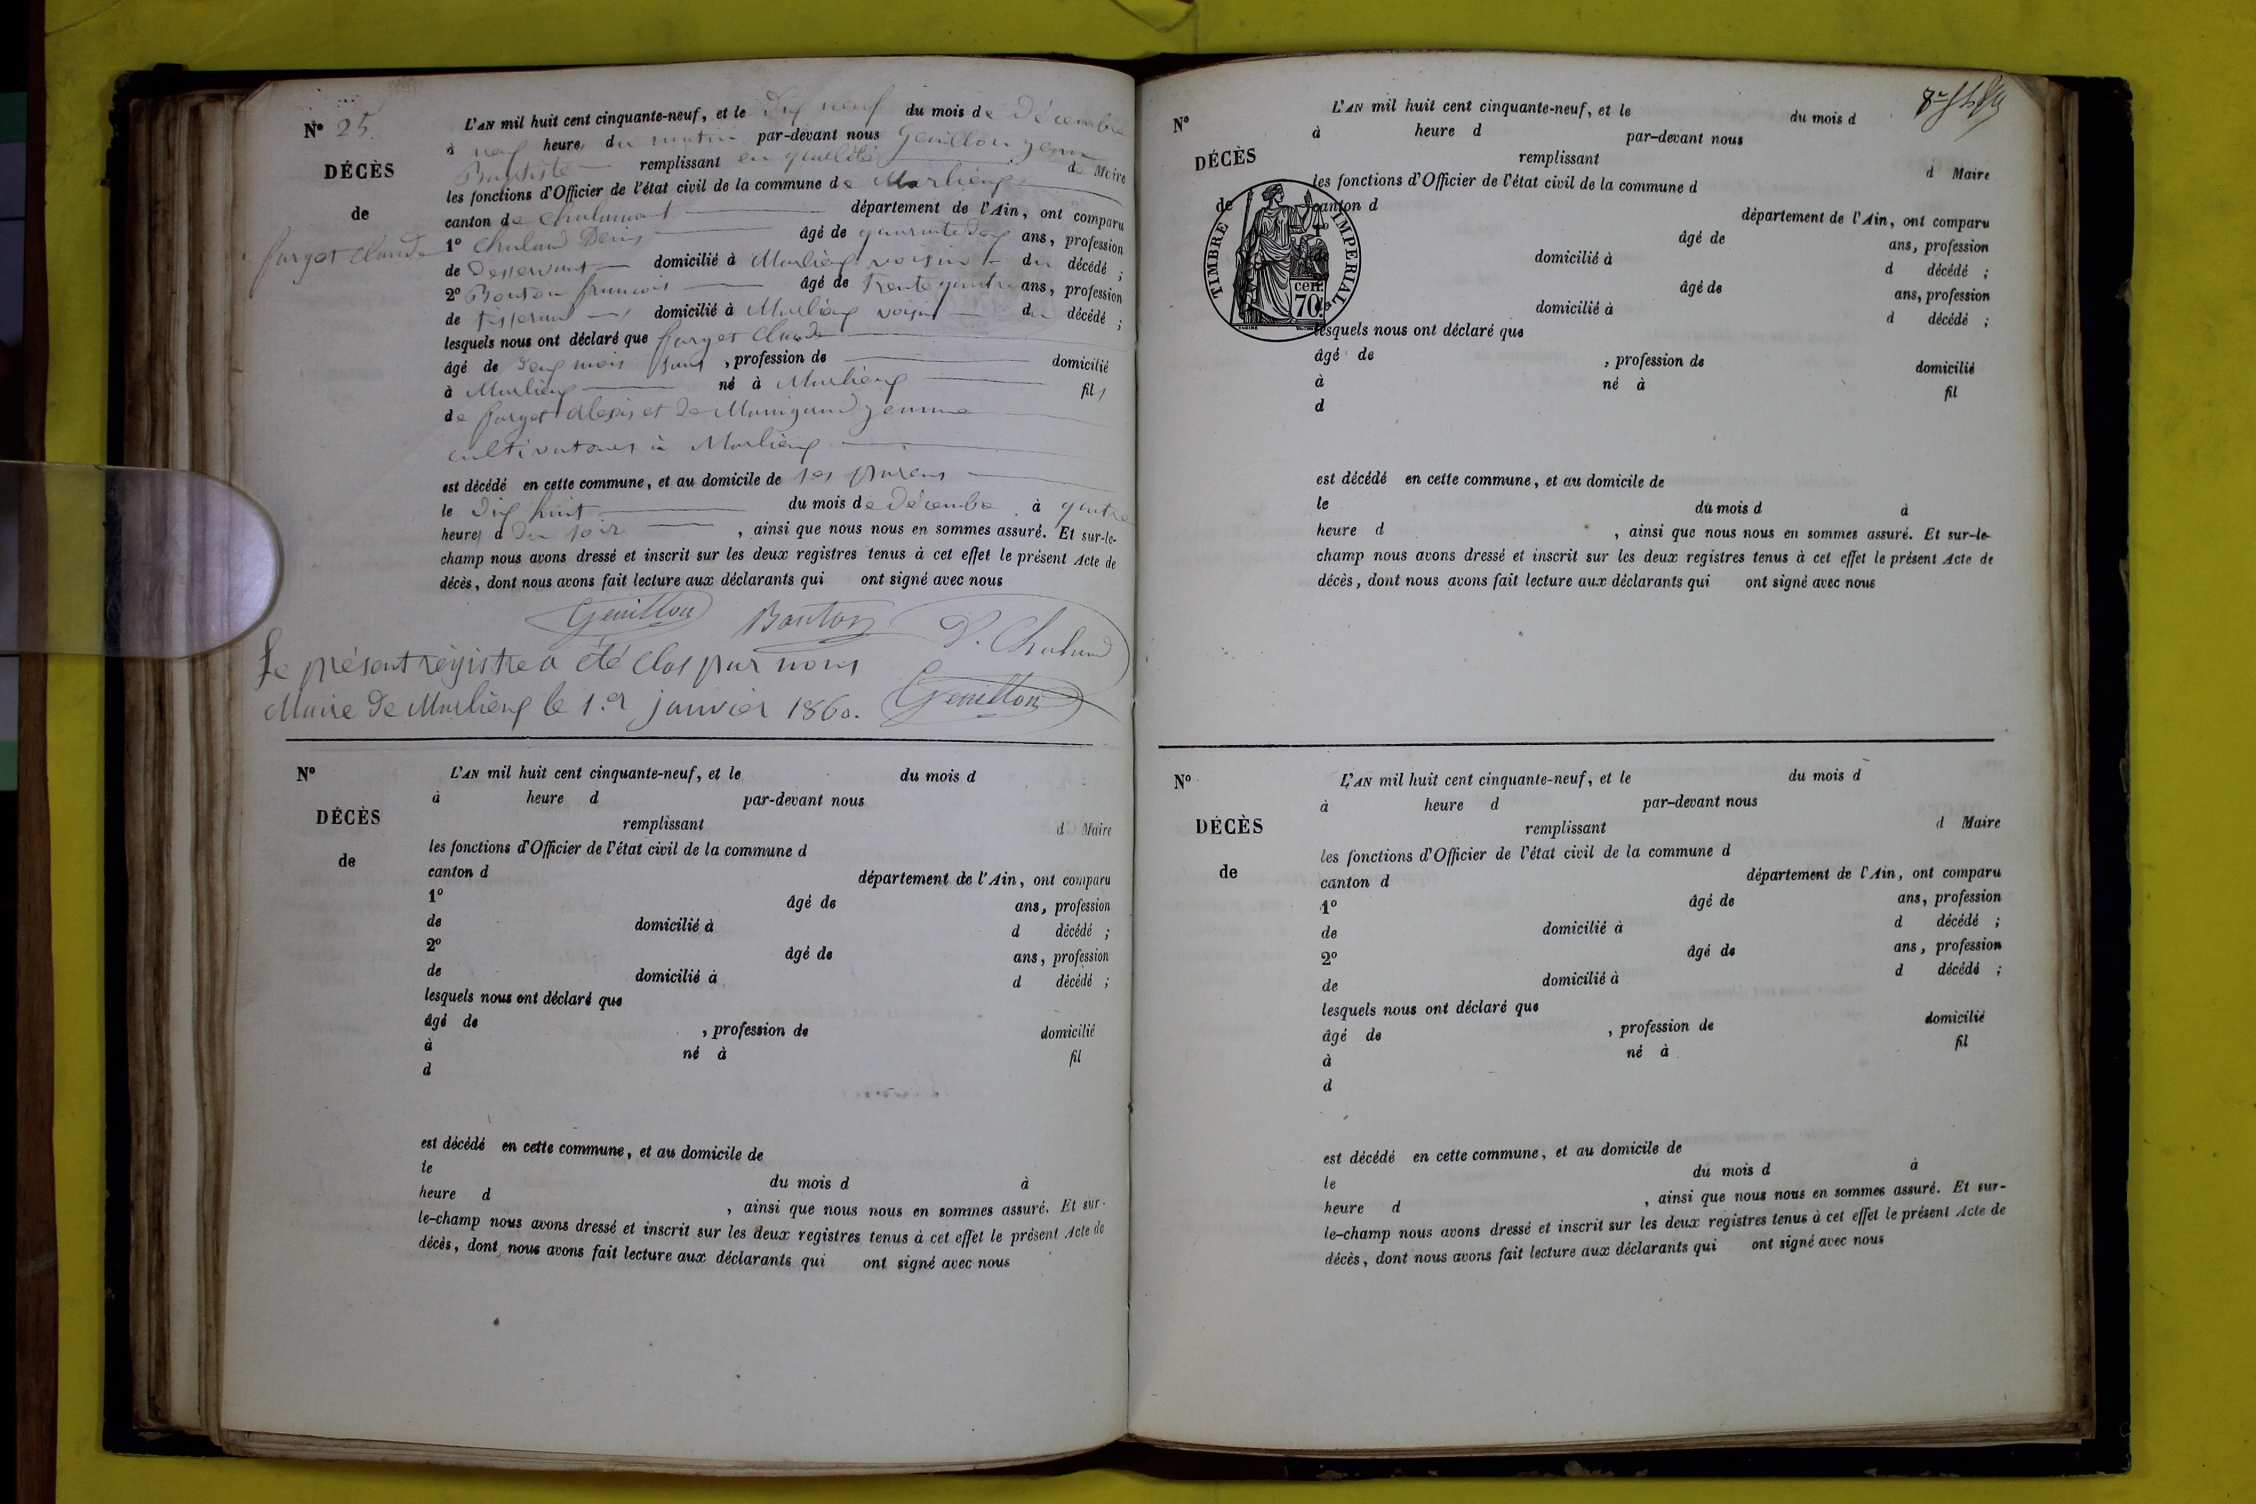 N° 25.
DÉCÈS
de
forget Claude
L'AN mil huit cent cinquante-neuf, et le Dix neuf du mois de Décembre
à neuf heures du matin par-devant nous Genillon jean
Baptiste remplissant en qualité de Maire
les fonctions d'Officier de l'état civil de la commune de Marlieux
canton de Chalamont département de l'Ain, ont comparu
1° Chaland Denis âgé de quarante ans, profession
de Desservant domicilié à Marlieux voisin du décédé ;
2° Bouton francois âgé de trente quatre ans, profession
de tisserand domicilié à Marlieux voisin du décédé ;
lesquels nous ont déclaré que forget Claude
âgé de deux mois , profession de domicilié
à Marlieux né à Marlieux fils
de forget alexis et de jeanne
cultivateurs à Marlieux
est décédé en cette commune, et au domicile de ses parens
le dix huit du mois de Décembre à quatre
heures d du soir , ainsi que nous nous en sommes assuré. Et sur-le-
champ nous avons dressé et inscrit sur les deux registres tenus à cet effet le présent Acte de
décès, dont nous avons fait lecture aux déclarants qui ont signé avec nous
Genillon Bouton D. Chaland
Le présent régistre a été clos par nous
Maire de Marlieux le 1.er janvier 1860. Genillon
N°
DÉCÈS
de
L'AN mil huit cent cinquante-neuf, et le du mois d
à heure d par-devant nous
remplissant d Maire
les fonctions d'Officier de l'état civil de la commune d
canton d département de l'Ain, ont comparu
1° âgé de ans, profession
de domicilié à d décédé ;
2° âgé de ans, profession
de domicilié à d décédé ;
lesquels nous ont déclaré que
âgé de , profession de domicilié
à né à fil
d
est décédé en cette commune, et au domicile de
le du mois d à
heure d , ainsi que nous nous en sommes assuré. Et sur-
le-champ nous avons dressé et inscrit sur les deux registres tenus à cet effet le présent Acte de
décès, dont nous avons fait lecture aux déclarants qui ont signé avec nous
N°
DÉCÈS
de
TIMBRE IMPERIAL
70 cen.
L'AN mil huit cent cinquante-neuf, et le du mois d
à heure d par-devant nous
remplissant d Maire
les fonctions d'Officier de l'état civil de la commune d
canton d département de l'Ain, ont comparu
âgé de ans, profession
domicilié à d décédé ;
âgé de ans, profession
domicilié à d décédé ;
lesquels nous ont déclaré que
âgé de , profession de domicilié
à né à fil
d
est décédé en cette commune, et au domicile de
le du mois d à
heure d , ainsi que nous nous en sommes assuré. Et sur-le-
champ nous avons dressé et inscrit sur les deux registres tenus à cet effet le présent Acte de
décès, dont nous avons fait lecture aux déclarants qui ont signé avec nous
N°
DÉCÈS
de
L'AN mil huit cent cinquante-neuf, et le du mois d
à heure d par-devant nous
remplissant d Maire
les fonctions d'Officier de l'état civil de la commune d
canton d département de l'Ain, ont comparu
1° âgé de ans, profession
de domicilié à d décédé ;
2° âgé de ans, profession
de domicilié à d décédé ;
lesquels nous ont déclaré que
âgé de , profession de domicilié
à né à fil
d
est décédé en cette commune, et au domicile de
le du mois d à
heure d , ainsi que nous nous en sommes assuré. Et sur-
le-champ nous avons dressé et inscrit sur les deux registres tenus à cet effet le présent Acte de
décès, dont nous avons fait lecture aux déclarants qui ont signé avec nous